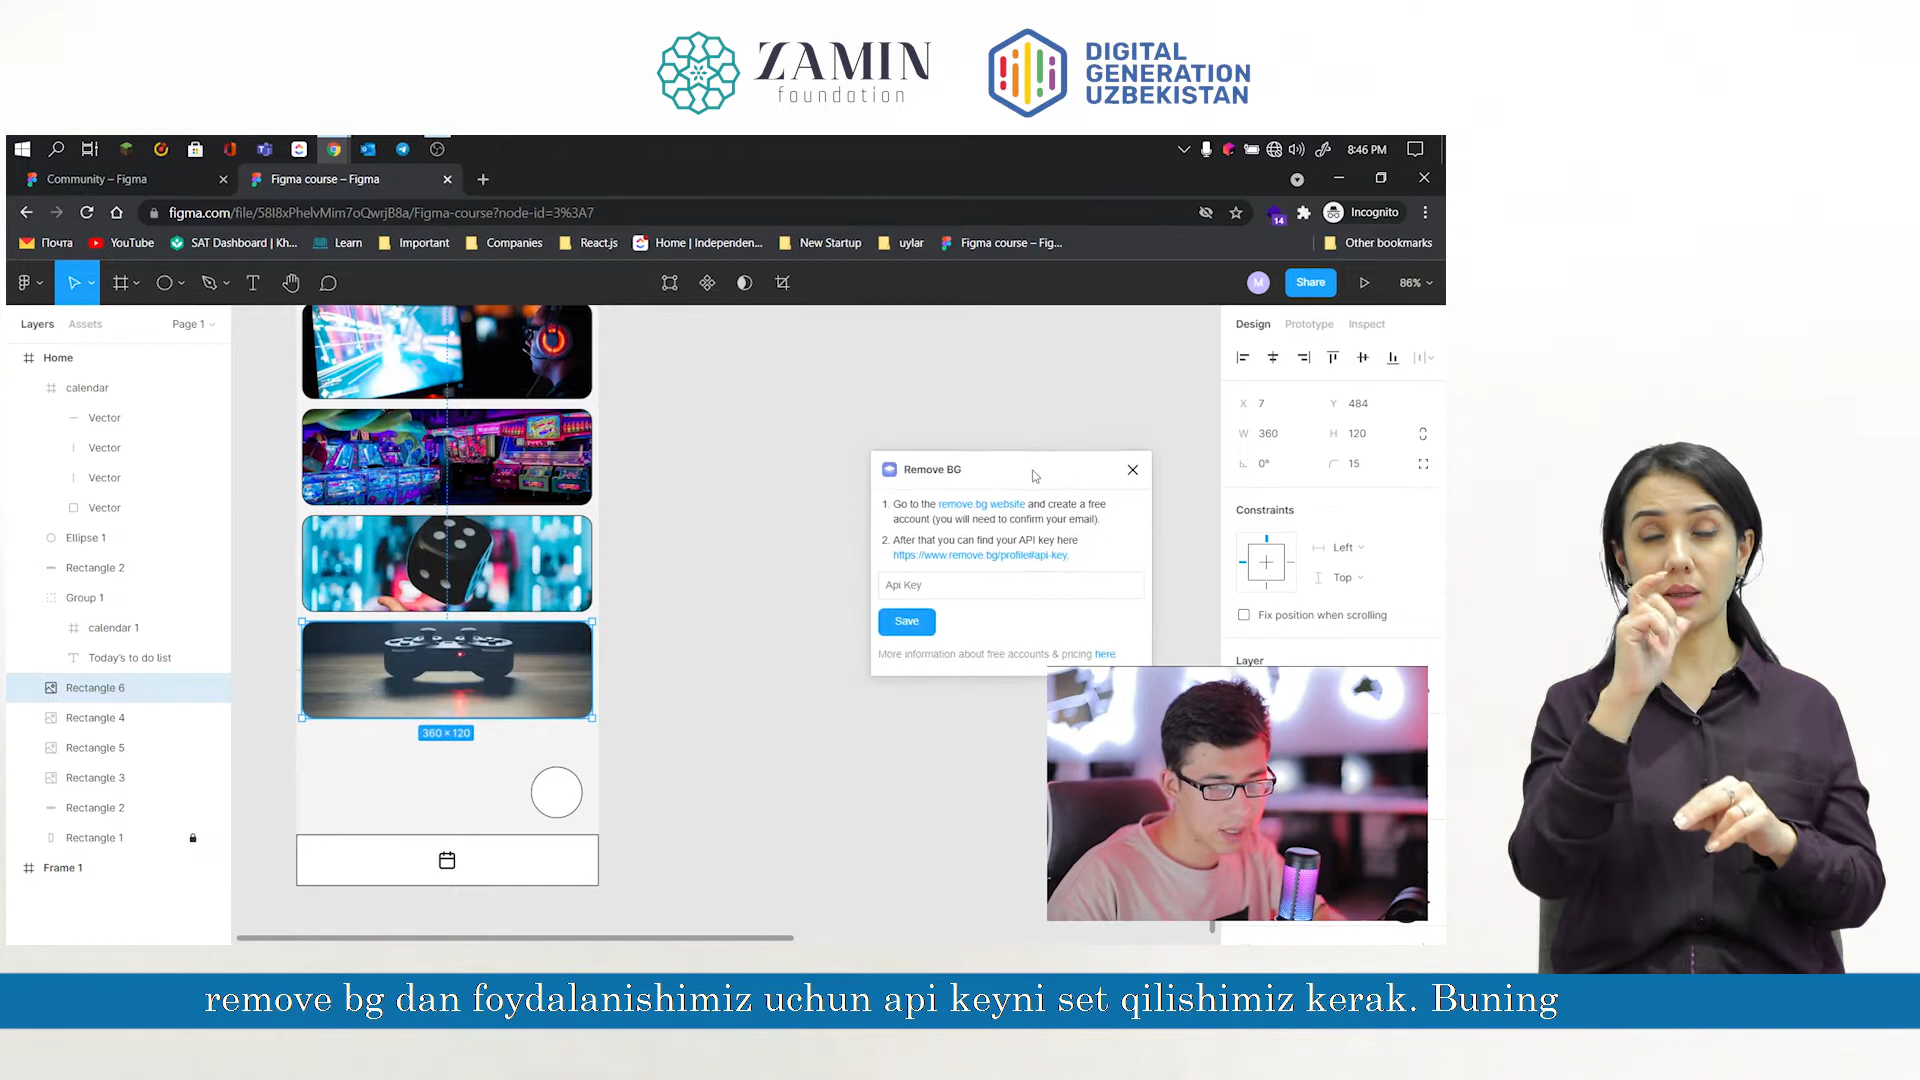 ZAMIN
foundation
DIGITAL
GENERATION
UZBEKISTAN
8:46 PM
Community – Figma
Figma course – Figma
figma.com/file/58I8xPhelvMim7oQwrjB8a/Figma-course?node-id=3%3A7
14
Incognito
Почта
YouTube
SAT Dashboard | Kh...
Learn
Important
Companies
React.js
Home | Independen...
New Startup
uylar
Figma course – Fig...
Other bookmarks
M
Share
86%
Layers
Assets
Page 1
Design
Prototype
Inspect
Home
calendar
Vector
Vector
Vector
Vector
Ellipse 1
Rectangle 2
Group 1
calendar 1
Today's to do list
Rectangle 6
Rectangle 4
Rectangle 5
Rectangle 3
Rectangle 2
Rectangle 1
Frame 1
360 × 120
Remove BG
1. Go to the remove.bg website and create a free
account (you will need to confirm your email).
2. After that you can find your API key here
https://www.remove.bg/profile#api-key.
Api Key
Save
More information about free accounts & pricing here
X 7
Y 484
W 360
H 120
0°
15
Constraints
Left
Top
Fix position when scrolling
Layer
remove bg dan foydalanishimiz uchun api keyni set qilishimiz kerak. Buning